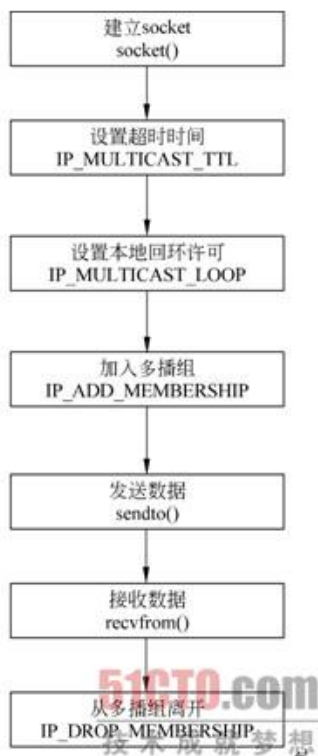 建立socket
socket()
设置超时时间
IP_MULTICAST_TTL
设置本地回环许可
IP_MULTICAST_LOOP
加入多播组
IP_ADD_MEMBERSHIP
发送数据
sendto()
接收数据
recvfrom()
51CTO.com
从多播组离开
IP_DROP_MEMBERSHIP
技术成就梦想